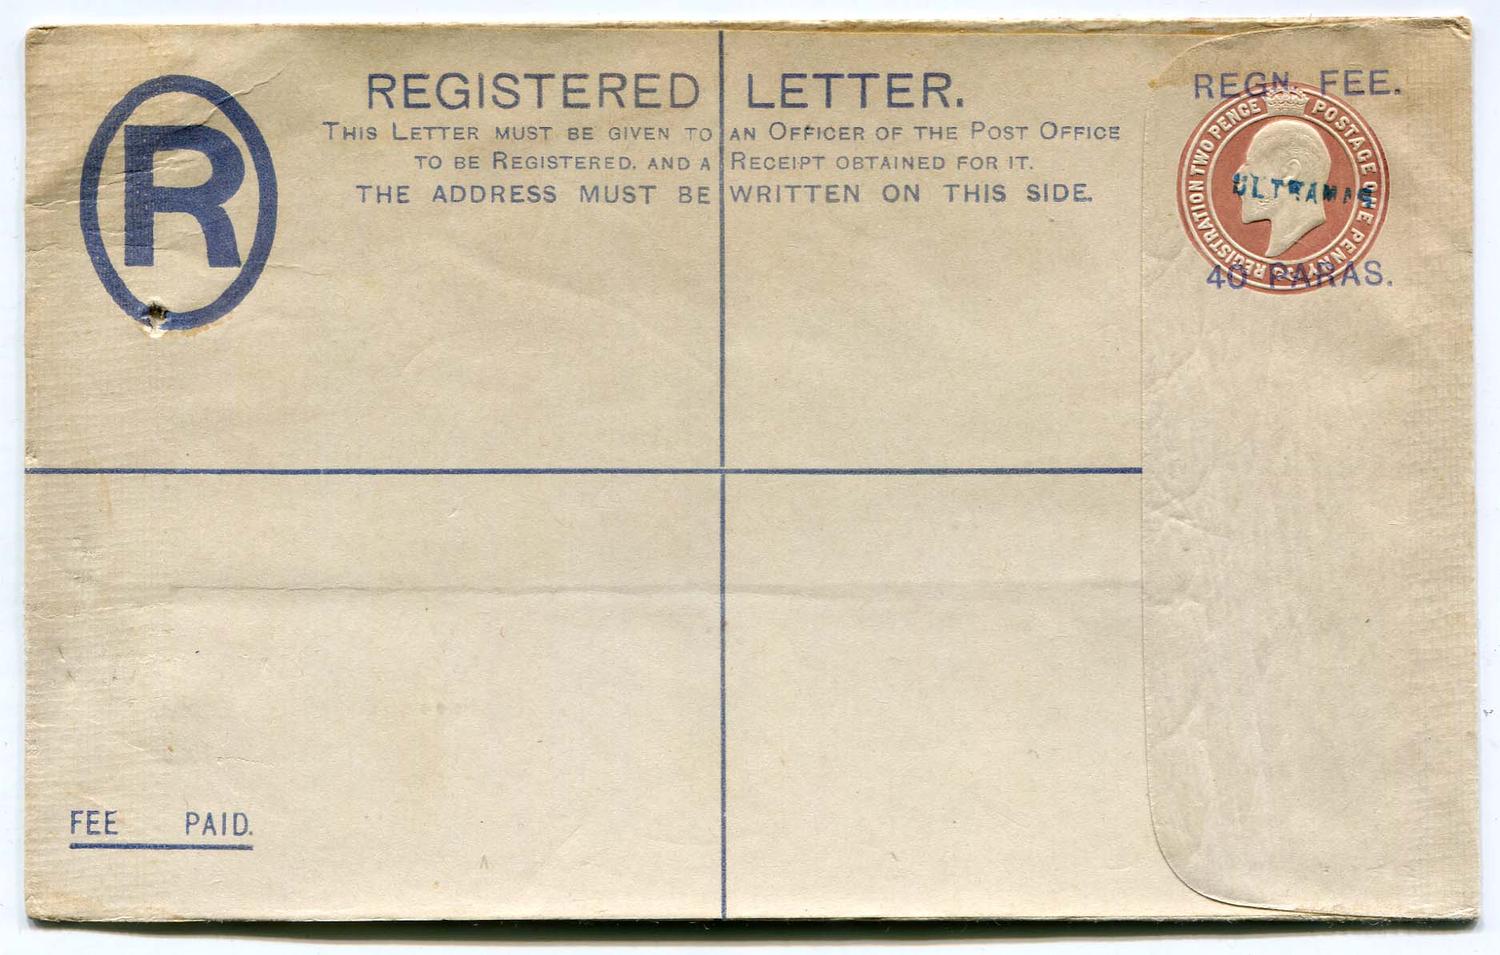 R
REGISTERED LETTER.
THIS LETTER MUST BE GIVEN TO AN OFFICER OF THE POST OFFICE
TO BE REGISTERED, AND A RECEIPT OBTAINED FOR IT.
THE ADDRESS MUST BE WRITTEN ON THIS SIDE.
REGN. FEE.
REGISTRATION TWO PENCE POSTAGE ONE PENNY
ULTRAMAR
40 PARAS.
FEE PAID.